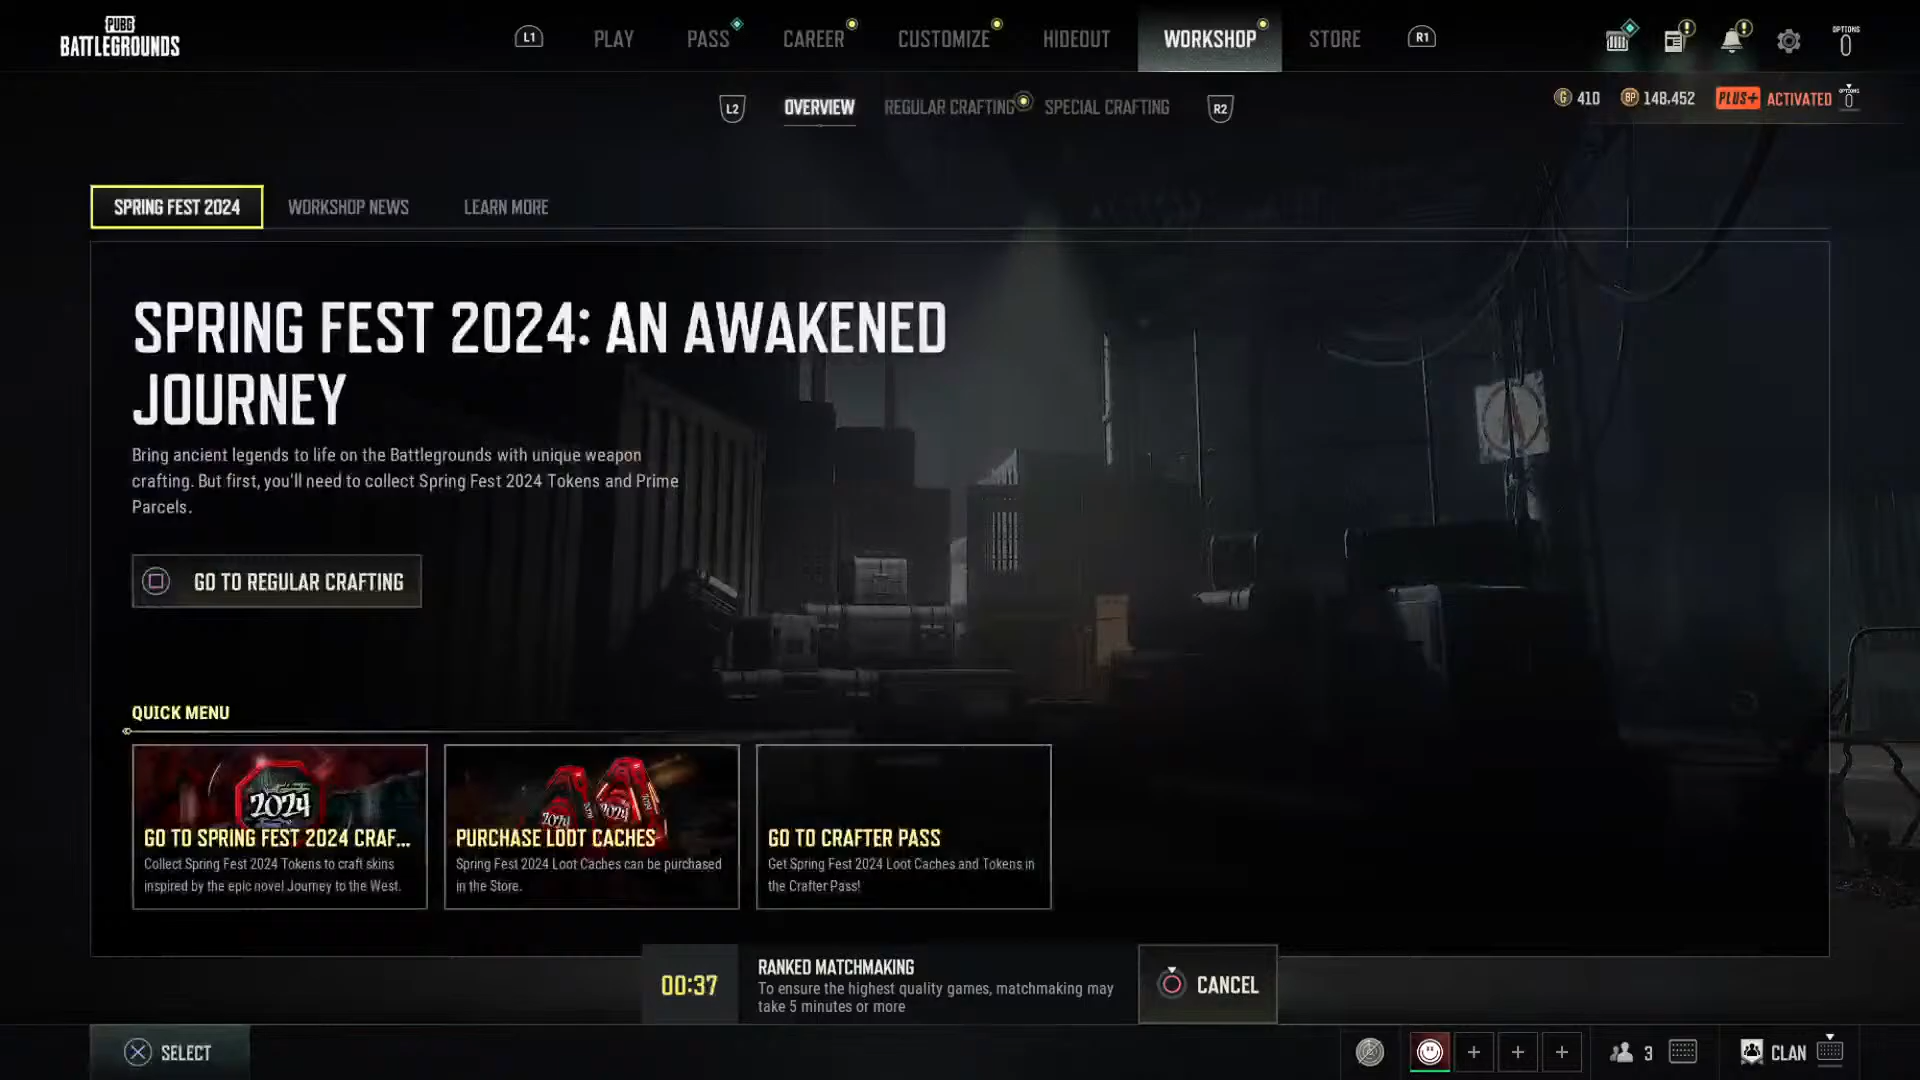 PUBG
BATTLEGROUNDS
L1
PLAY
PASS
CAREER
CUSTOMIZE
HIDEOUT
WORKSHOP
STORE
R1
OPTIONS
L2
OVERVIEW
REGULAR CRAFTING
SPECIAL CRAFTING
R2
G 410
BP 148,452
PLUS+ ACTIVATED
OPTIONS
SPRING FEST 2024
WORKSHOP NEWS
LEARN MORE
SPRING FEST 2024: AN AWAKENED
JOURNEY
Bring ancient legends to life on the Battlegrounds with unique weapon
crafting. But first, you'll need to collect Spring Fest 2024 Tokens and Prime
Parcels.
GO TO REGULAR CRAFTING
QUICK MENU
2024
GO TO SPRING FEST 2024 CRAF...
Collect Spring Fest 2024 Tokens to craft skins
inspired by the epic novel Journey to the West.
2024
2024
PURCHASE LOOT CACHES
Spring Fest 2024 Loot Caches can be purchased
in the Store.
GO TO CRAFTER PASS
Get Spring Fest 2024 Loot Caches and Tokens in
the Crafter Pass!
00:37
RANKED MATCHMAKING
To ensure the highest quality games, matchmaking may
take 5 minutes or more
CANCEL
SELECT
3
CLAN